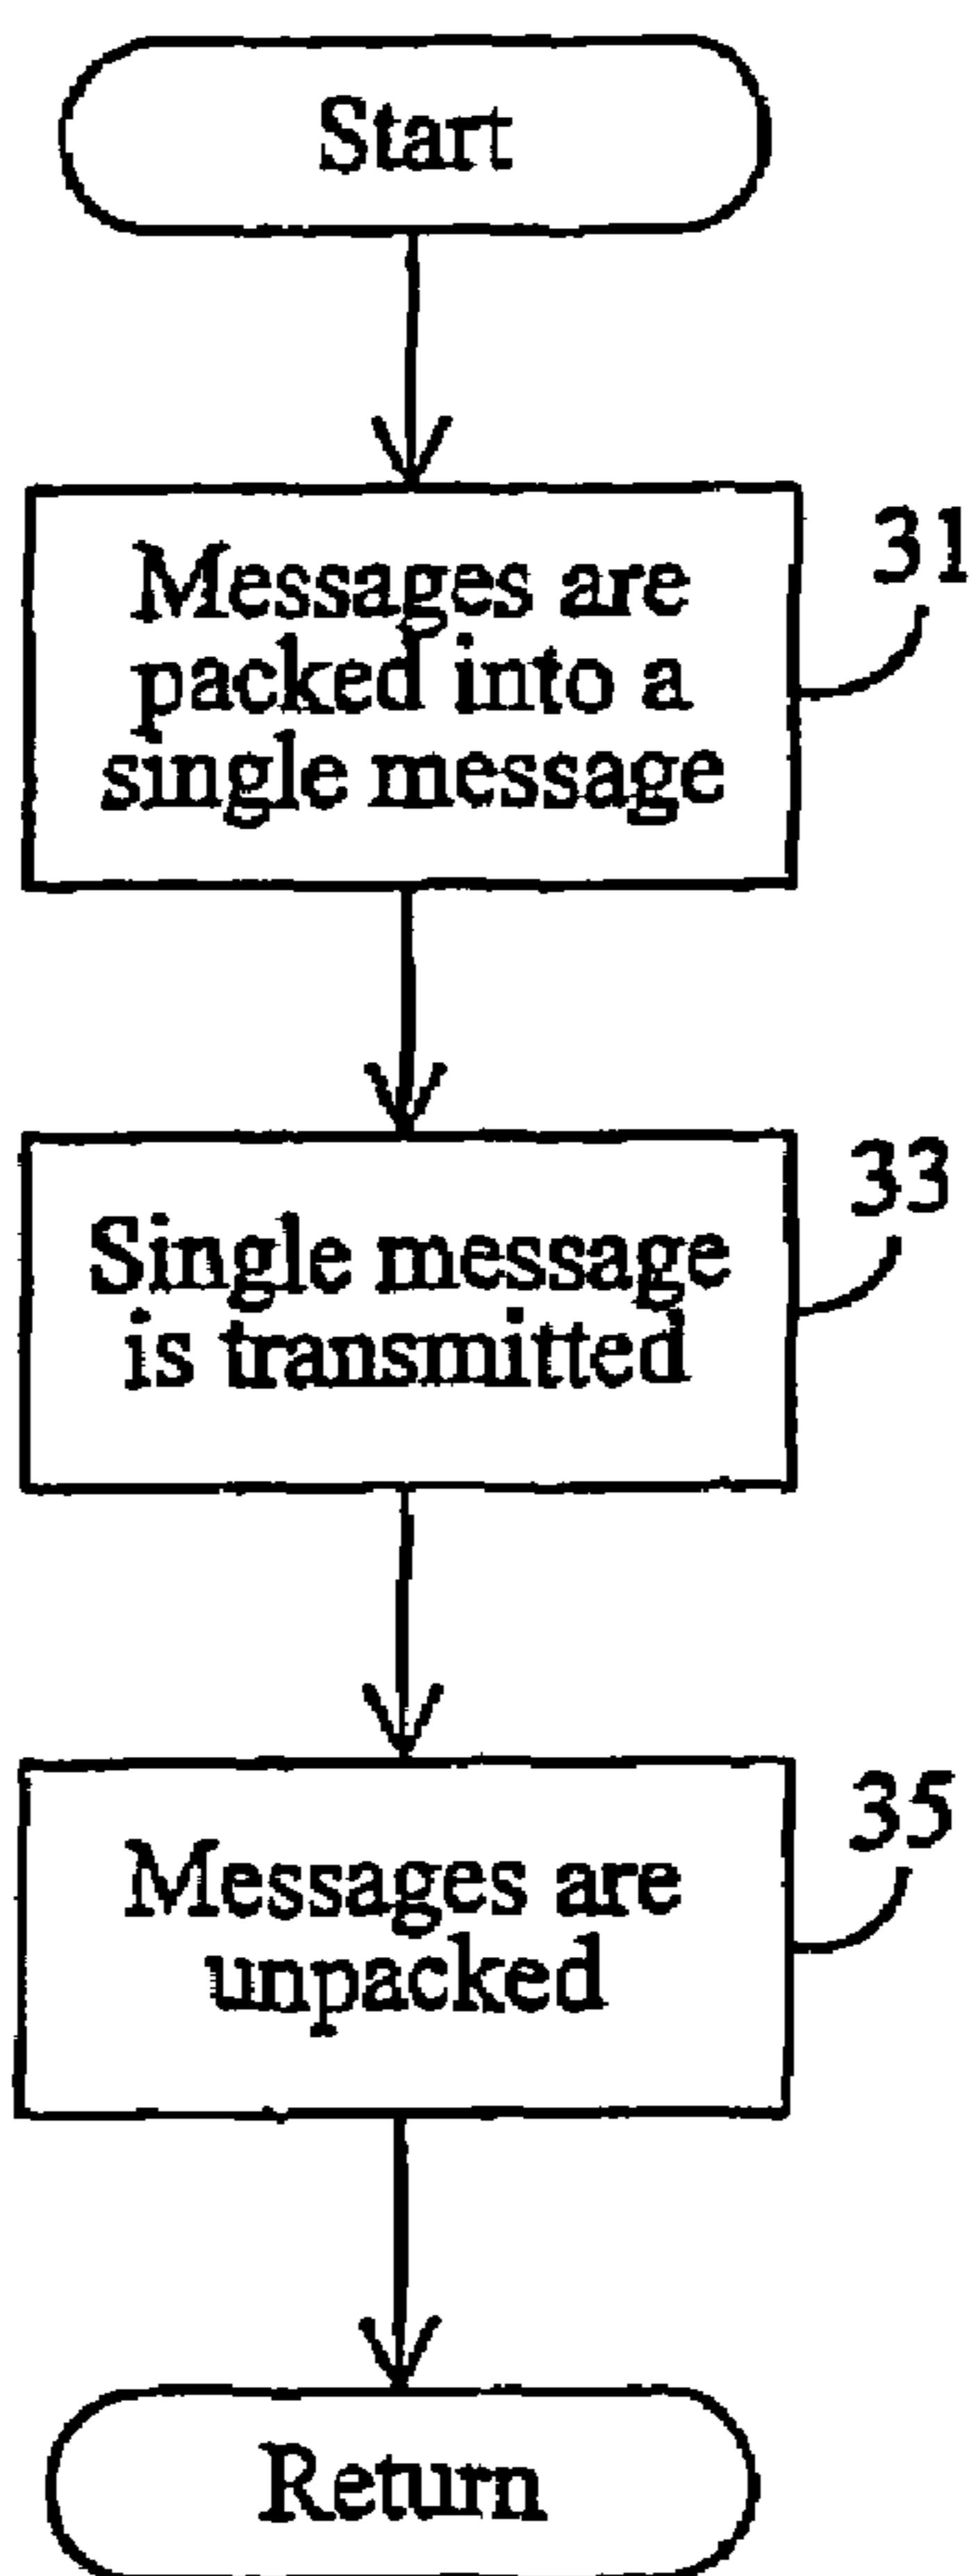 Start
Messages are
packed into a
single message
31
Single message
is transmitted
33
Messages are
unpacked
35
Return